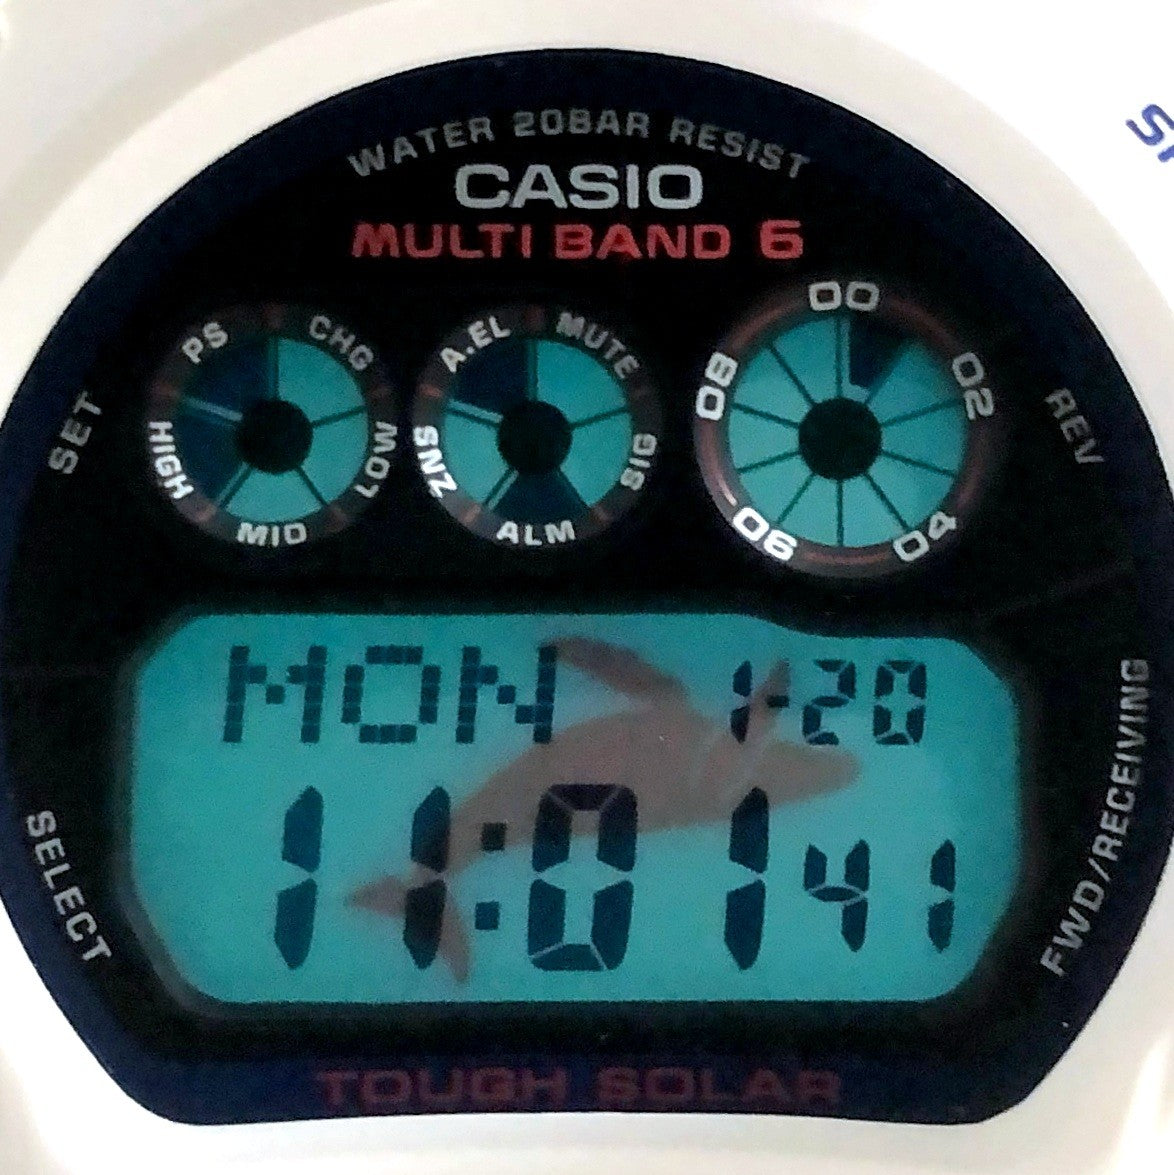 WATER 20BAR RESIST
CASIO
MULTI BAND 6
PS
CHG
HIGH
LOW
MID
A.EL
MUTE
SNZ
SIG
ALM
00
02
08
06
04
SET
REV
MON 1-20
11:01 41
SELECT
FWD/RECEIVING
TOUGH SOLAR